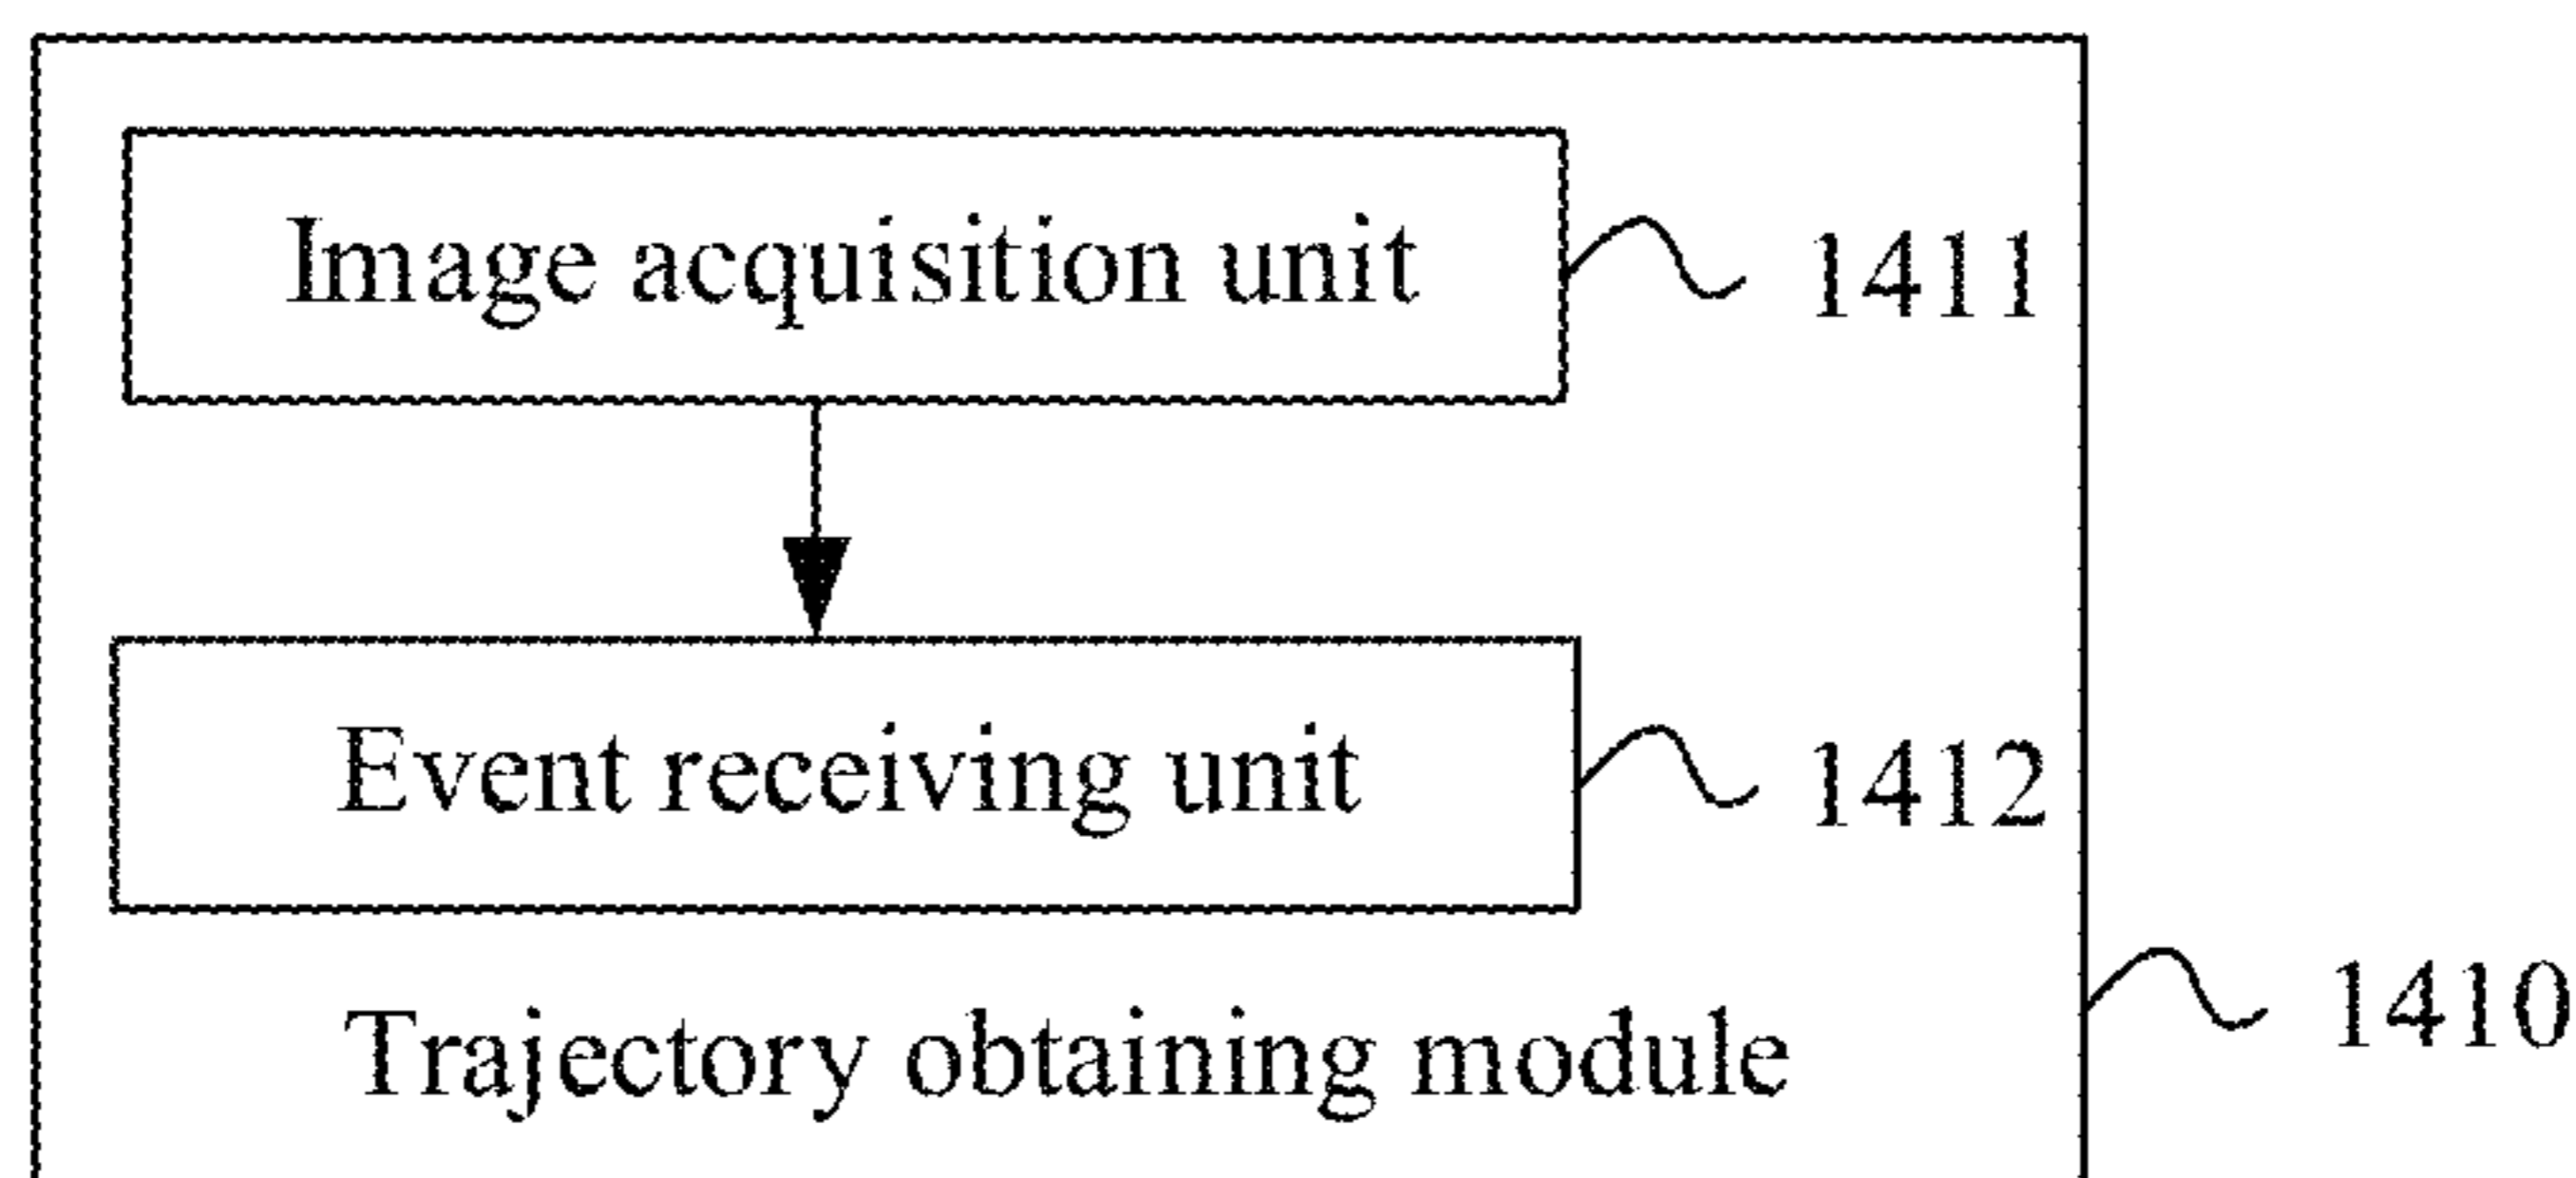 Image acquisition unit 1411
Event receiving unit 1412
Trajectory obtaining module 1410